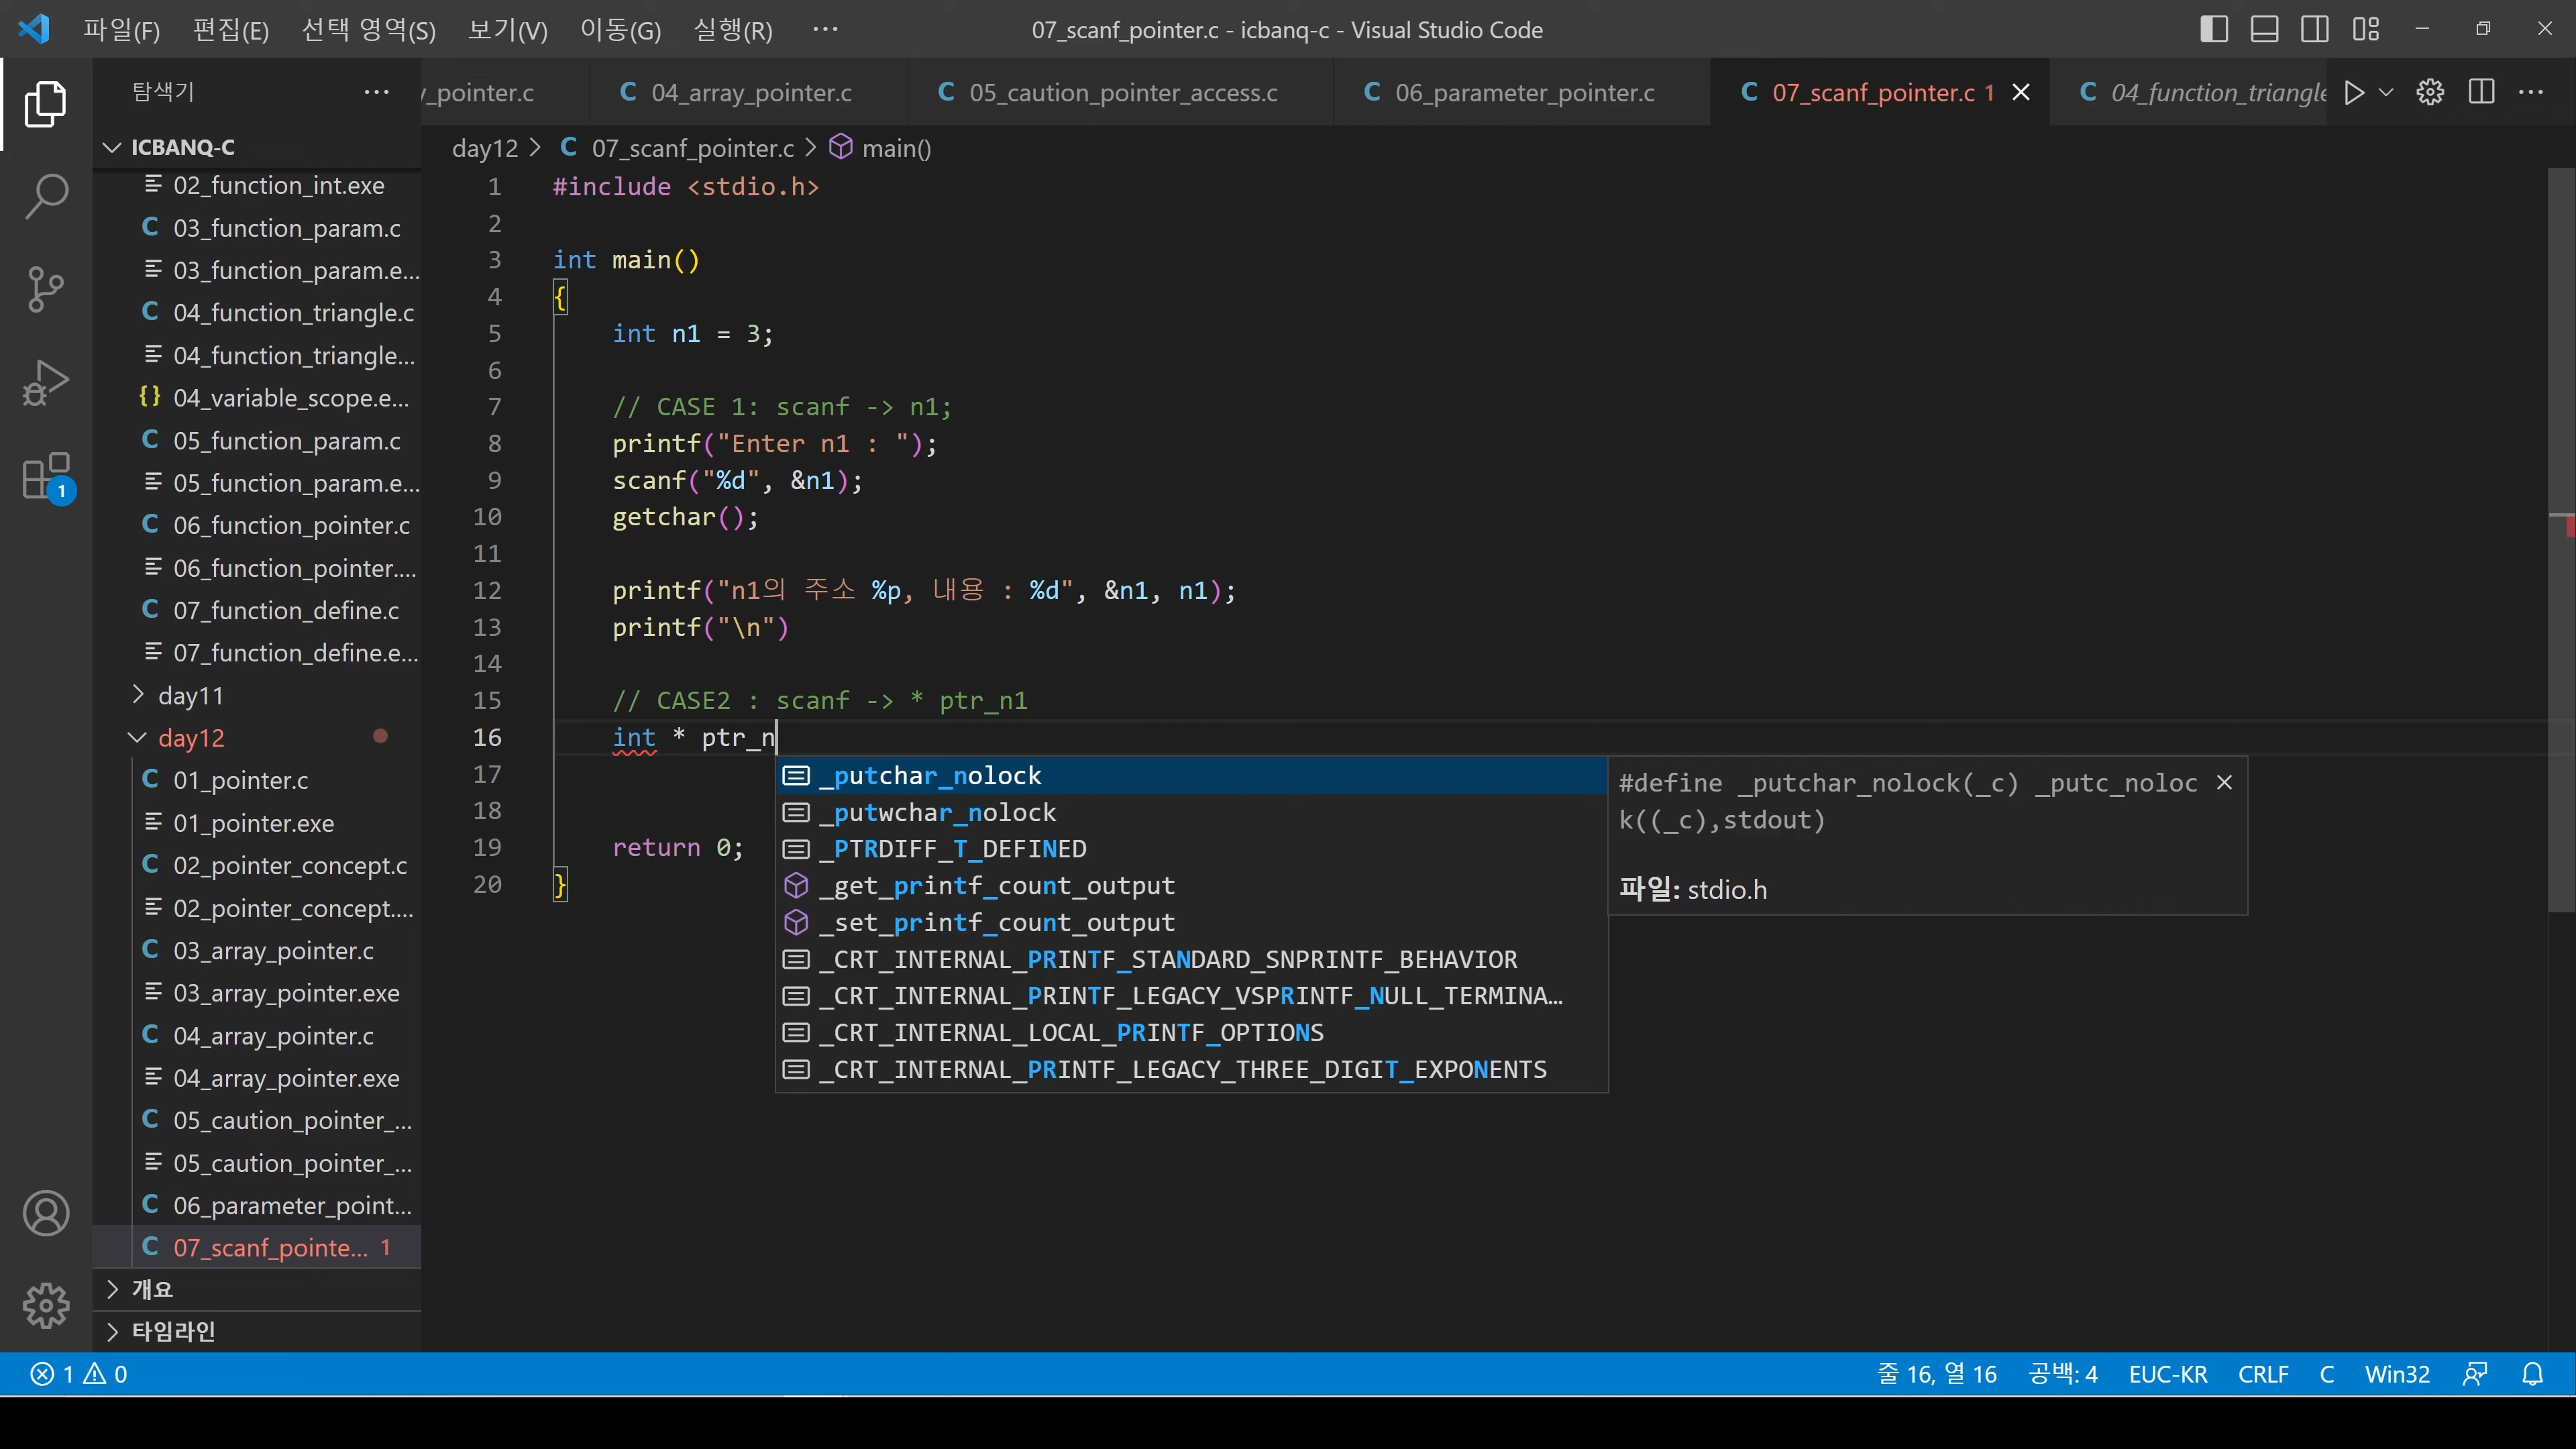 파일(F) 편집(E) 선택 영역(S) 보기(V) 이동(G) 실행(R) ··· 07_scanf_pointer.c - icbanq-c - Visual Studio Code
탐색기 ···
y_pointer.c C 04_array_pointer.c C 05_caution_pointer_access.c C 06_parameter_pointer.c C 07_scanf_pointer.c 1 C 04_function_triangle ···
ICBANQ-C
02_function_int.exe
C 03_function_param.c
03_function_param.e...
C 04_function_triangle.c
04_function_triangle...
{} 04_variable_scope.e...
C 05_function_param.c
05_function_param.e...
C 06_function_pointer.c
06_function_pointer....
C 07_function_define.c
07_function_define.e...
day11
day12
C 01_pointer.c
01_pointer.exe
C 02_pointer_concept.c
02_pointer_concept....
C 03_array_pointer.c
03_array_pointer.exe
C 04_array_pointer.c
04_array_pointer.exe
C 05_caution_pointer_...
05_caution_pointer_...
C 06_parameter_point...
C 07_scanf_pointe... 1
개요
타임라인
1
day12 > C 07_scanf_pointer.c > main()
1 #include <stdio.h>
2
3 int main()
4 {
5 int n1 = 3;
6
7 // CASE 1: scanf -> n1;
8 printf("Enter n1 : ");
9 scanf("%d", &n1);
10 getchar();
11
12 printf("n1의 주소 %p, 내용 : %d", &n1, n1);
13 printf("\n")
14
15 // CASE2 : scanf -> * ptr_n1
16 int * ptr_n
17
18
19 return 0;
20 }
_putchar_nolock
_putwchar_nolock
_PTRDIFF_T_DEFINED
_get_printf_count_output
_set_printf_count_output
_CRT_INTERNAL_PRINTF_STANDARD_SNPRINTF_BEHAVIOR
_CRT_INTERNAL_PRINTF_LEGACY_VSPRINTF_NULL_TERMINA…
_CRT_INTERNAL_LOCAL_PRINTF_OPTIONS
_CRT_INTERNAL_PRINTF_LEGACY_THREE_DIGIT_EXPONENTS
#define _putchar_nolock(_c) _putc_noloc
k((_c),stdout)
파일: stdio.h
1 0 줄 16, 열 16 공백: 4 EUC-KR CRLF C Win32